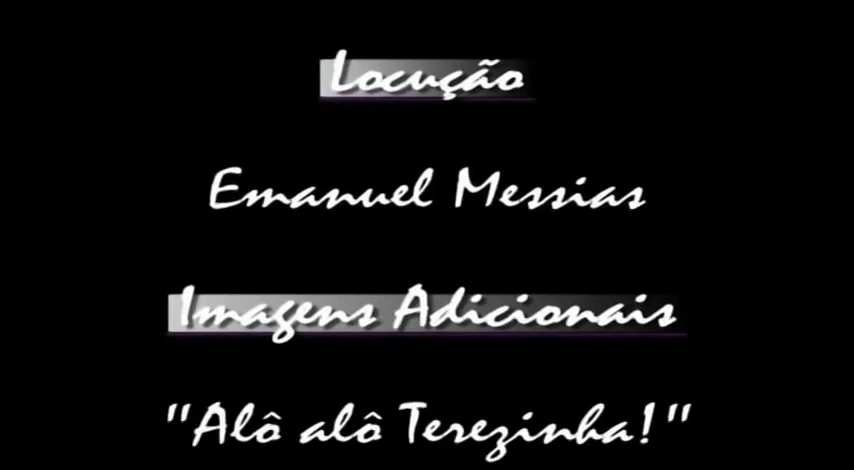 Locução
Emanuel Messias
Imagens Adicionais
"Alô alô Terezinha!"